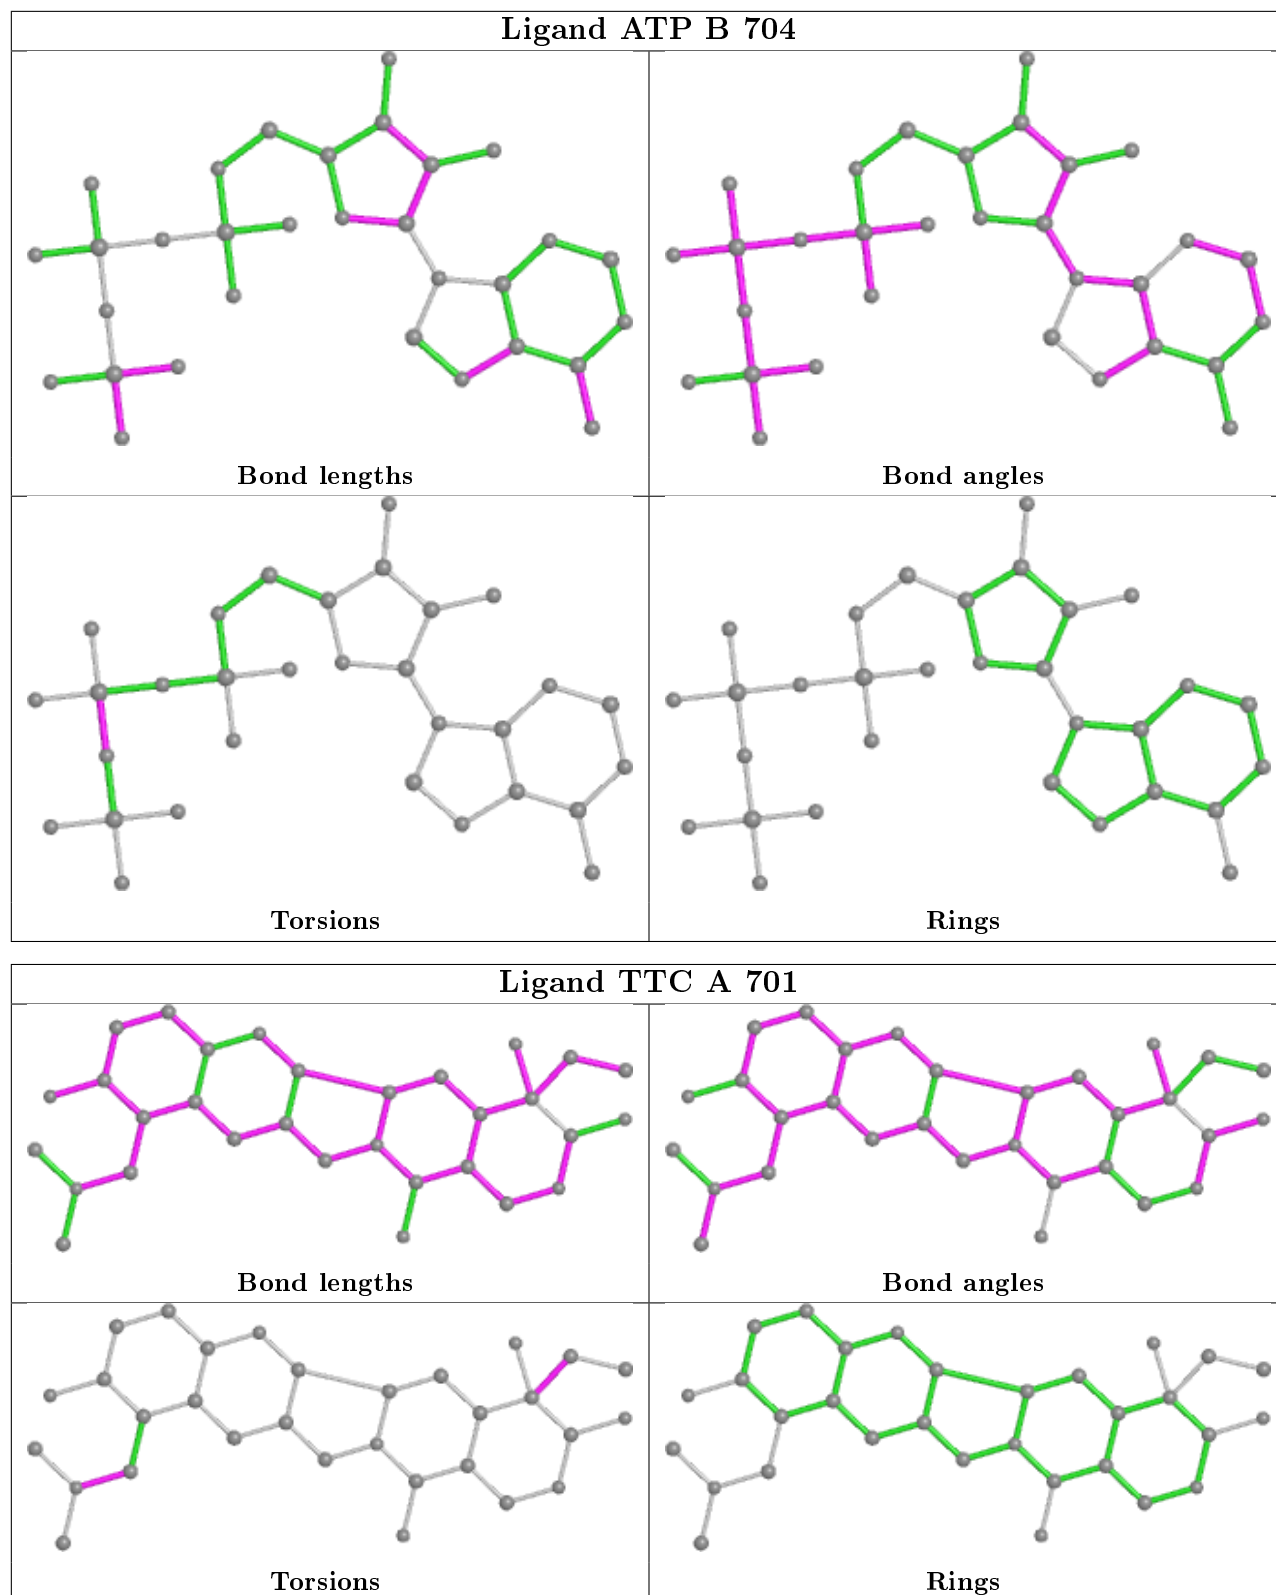 Ligand ATP B 704
Bond lengths
Bond angles
Torsions
Rings
Ligand TTC A 701
Bond lengths
Bond angles
Torsions
Rings